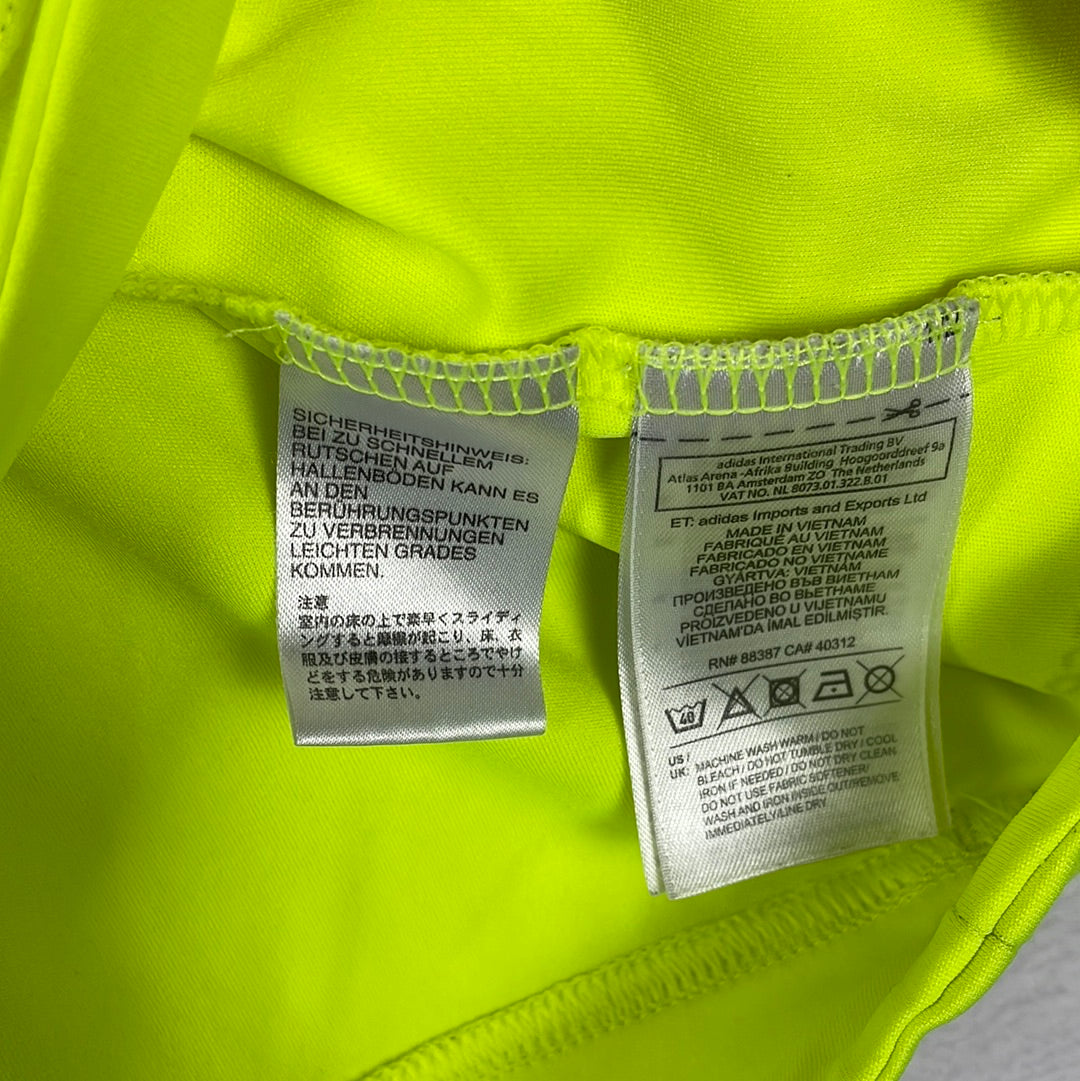 SICHERHEITSHINWEIS:
BEI ZU SCHNELLEM
RUTSCHEN AUF
HALLENBÖDEN KANN ES
AN DEN
BERÜHRUNGSPUNKTEN
ZU VERBRENNUNGEN
LEICHTEN GRADES
KOMMEN.
注意
室内の床の上で素早くスライディ
ングすると摩擦が起こり、床、衣
服及び皮膚の接するところでやけ
どをする危険がありますので十分
注意して下さい。
adidas International Trading BV
Atlas Arena -Afrika Building Hoogoorddreef 9a
1101 BA Amsterdam ZO The Netherlands
VAT NO. NL 8073.01.322.B.01
ET: adidas Imports and Exports Ltd
MADE IN VIETNAM
FABRIQUÉ AU VIETNAM
FABRICADO EN VIETNAM
FABRICADO NO VIETNAME
GYÁRTVA: VIETNÁM
ПРОИЗВЕДЕНО ВЪВ ВИЕТНАМ
СДЕЛАНО ВО ВЬЕТНАМЕ
PROIZVEDENO U VIJETNAMU
VİETNAM'DA İMAL EDİLMİŞTİR.
RN# 88387 CA# 40312
40
US / UK: MACHINE WASH WARM / DO NOT
BLEACH / DO NOT TUMBLE DRY / COOL
IRON IF NEEDED / DO NOT DRY CLEAN
DO NOT USE FABRIC SOFTENER/
WASH AND IRON INSIDE OUT/REMOVE
IMMEDIATELY/LINE DRY